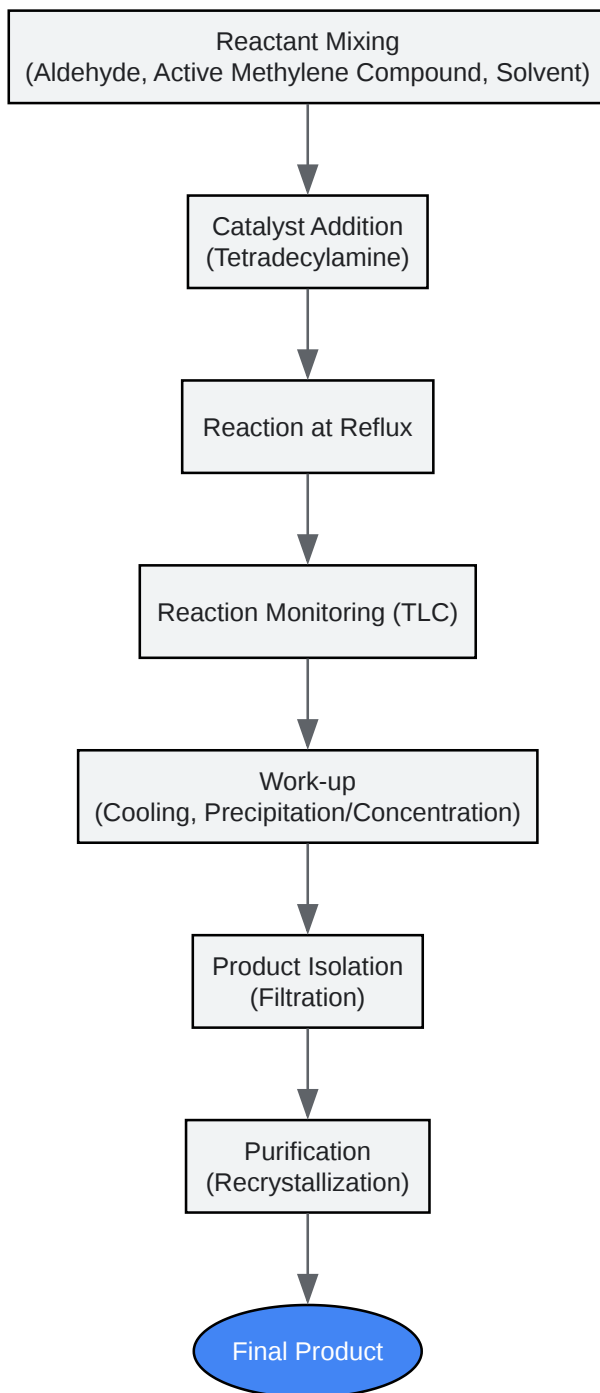 Reactant Mixing
(Aldehyde, Active Methylene Compound, Solvent)
Catalyst Addition
(Tetradecylamine)
Reaction at Reflux
Reaction Monitoring (TLC)
Work-up
(Cooling, Precipitation/Concentration)
Product Isolation
(Filtration)
Purification
(Recrystallization)
Final Product